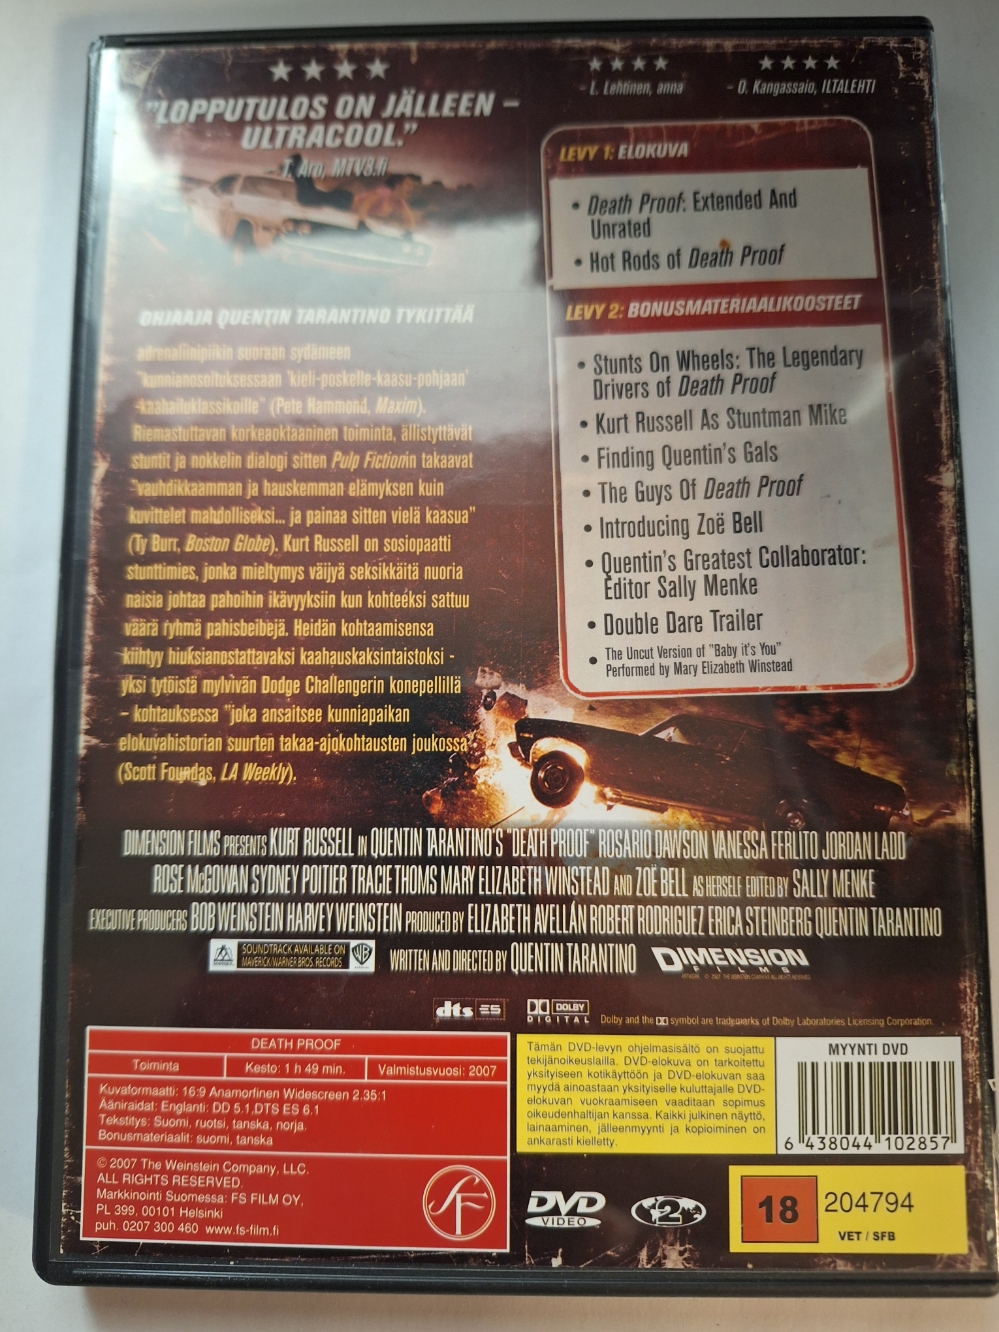 ★★★★
"LOPPUTULOS ON JÄLLEEN –
ULTRACOOL."
– T. Aro, MTV3.fi
★★★★
– L. Lehtinen, anna
★★★★
– O. Kangassalo, ILTALEHTI
OHJAAJA QUENTIN TARANTINO TYKITTÄÄ
adrenaliinipiikin suoraan sydämeen
"kunnianosoituksessaan 'kieli-poskelle-kaasu-pohjaan'
-kaahailuklassikoille" (Pete Hammond, Maxim).
Riemastuttavan korkeaoktaaninen toiminta, ällistyttävät
stuntit ja nokkelin dialogi sitten Pulp Fictionin takaavat
"vauhdikkaamman ja hauskemman elämyksen kuin
kuvittelet mahdolliseksi... ja painaa sitten vielä kaasua"
(Ty Burr, Boston Globe). Kurt Russell on sosiopaatti
stunttimies, jonka mieltymys väijyä seksikkäitä nuoria
naisia johtaa pahoihin ikävyyksiin kun kohteeksi sattuu
väärä ryhmä pahisbeibejä. Heidän kohtaamisensa
kiihtyy hiuksianostattavaksi kaahauskaksintaistoksi -
yksi tytöistä mylvivän Dodge Challengerin konepellillä
– kohtauksessa "joka ansaitsee kunniapaikan
elokuvahistorian suurten takaa-ajokohtausten joukossa"
(Scott Foundas, LA Weekly).
LEVY 1: ELOKUVA
• Death Proof: Extended And
Unrated
• Hot Rods of Death Proof
LEVY 2: BONUSMATERIAALIKOOSTEET
• Stunts On Wheels: The Legendary
Drivers of Death Proof
• Kurt Russell As Stuntman Mike
• Finding Quentin's Gals
• The Guys Of Death Proof
• Introducing Zoë Bell
• Quentin's Greatest Collaborator:
Editor Sally Menke
• Double Dare Trailer
• The Uncut Version of "Baby it's You"
Performed by Mary Elizabeth Winstead
DIMENSION FILMS PRESENTS KURT RUSSELL IN QUENTIN TARANTINO'S "DEATH PROOF" ROSARIO DAWSON VANESSA FERLITO JORDAN LADD
ROSE McGOWAN SYDNEY POITIER TRACIE THOMS MARY ELIZABETH WINSTEAD AND ZOË BELL AS HERSELF EDITED BY SALLY MENKE
EXECUTIVE PRODUCERS BOB WEINSTEIN HARVEY WEINSTEIN PRODUCED BY ELIZABETH AVELLÁN ROBERT RODRIGUEZ ERICA STEINBERG QUENTIN TARANTINO
SOUNDTRACK AVAILABLE ON
MAVERICK/WARNER BROS. RECORDS
WB
WRITTEN AND DIRECTED BY QUENTIN TARANTINO
DIMENSION
FILMS
dts ES
DOLBY
DIGITAL
Dolby and the symbol are trademarks of Dolby Laboratories Licensing Corporation.
DEATH PROOF
Toiminta
Kesto: 1 h 49 min.
Valmistusvuosi: 2007
Kuvaformaatti: 16:9 Anamorfinen Widescreen 2.35:1
Ääniraidat: Englanti: DD 5.1,DTS ES 6.1
Tekstitys: Suomi, ruotsi, tanska, norja.
Bonusmateriaalit: suomi, tanska
© 2007 The Weinstein Company, LLC.
ALL RIGHTS RESERVED.
Markkinointi Suomessa: FS FILM OY,
PL 399, 00101 Helsinki
puh. 0207 300 460 www.fs-film.fi
SF
Tämän DVD-levyn ohjelmasisältö on suojattu
tekijänoikeuslailla. DVD-elokuva on tarkoitettu
yksityiseen kotikäyttöön ja DVD-elokuvan saa
myydä ainoastaan yksityiselle kuluttajalle DVD-
elokuvan vuokraamiseen vaaditaan sopimus
oikeudenhaltijan kanssa. Kaikki julkinen näyttö,
lainaaminen, jälleenmyynti ja kopioiminen on
ankarasti kielletty.
MYYNTI DVD
6 438044 102857
DVD
VIDEO
2
18
204794
VET / SFB